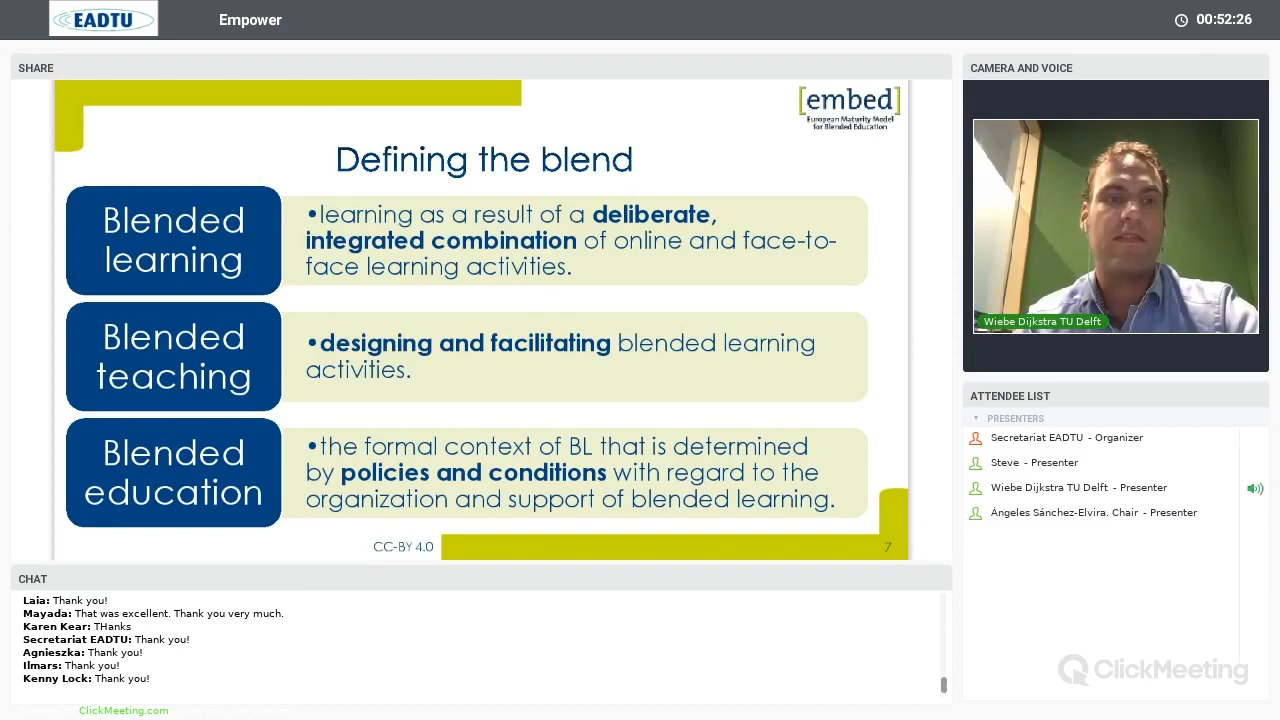 EADTU
Empower
00:52:26
SHARE
[embed]
European Maturity Model
for Blended Education
Defining the blend
Blended
learning
•learning as a result of a deliberate,
integrated combination of online and face-to-
face learning activities.
Blended
teaching
•designing and facilitating blended learning
activities.
Blended
education
•the formal context of BL that is determined
by policies and conditions with regard to the
organization and support of blended learning.
CC-BY 4.0
7
CAMERA AND VOICE
Wiebe Dijkstra TU Delft
ATTENDEE LIST
PRESENTERS
Secretariat EADTU - Organizer
Steve - Presenter
Wiebe Dijkstra TU Delft - Presenter
Ángeles Sánchez-Elvira. Chair - Presenter
CHAT
Laia: Thank you!
Mayada: That was excellent. Thank you very much.
Karen Kear: THanks
Secretariat EADTU: Thank you!
Agnieszka: Thank you!
Ilmars: Thank you!
Kenny Lock: Thank you!
ClickMeeting
ClickMeeting.com